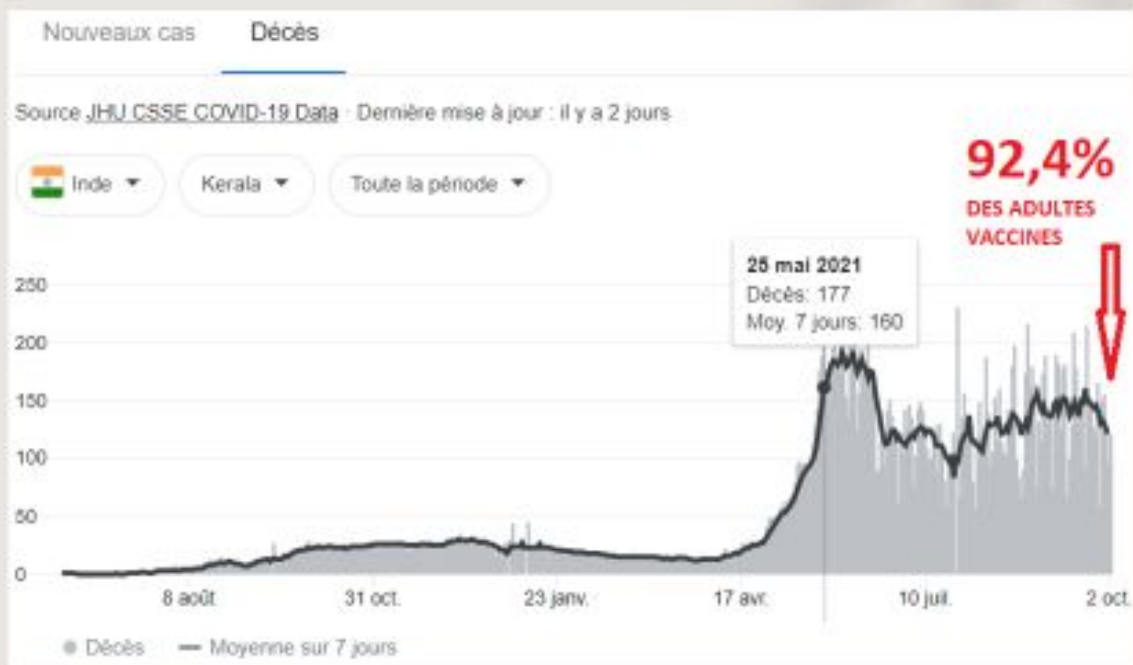 Nouveaux cas Décès
Source JHU CSSE COVID-19 Data · Dernière mise à jour : il y a 2 jours
Inde Kerala Toute la période
92,4%
DES ADULTES
VACCINES
25 mai 2021
Décès: 177
Moy. 7 jours: 160
250
200
150
100
50
0
8 août 31 oct. 23 janv. 17 avr. 10 juil. 2 oct.
Décès Moyenne sur 7 jours